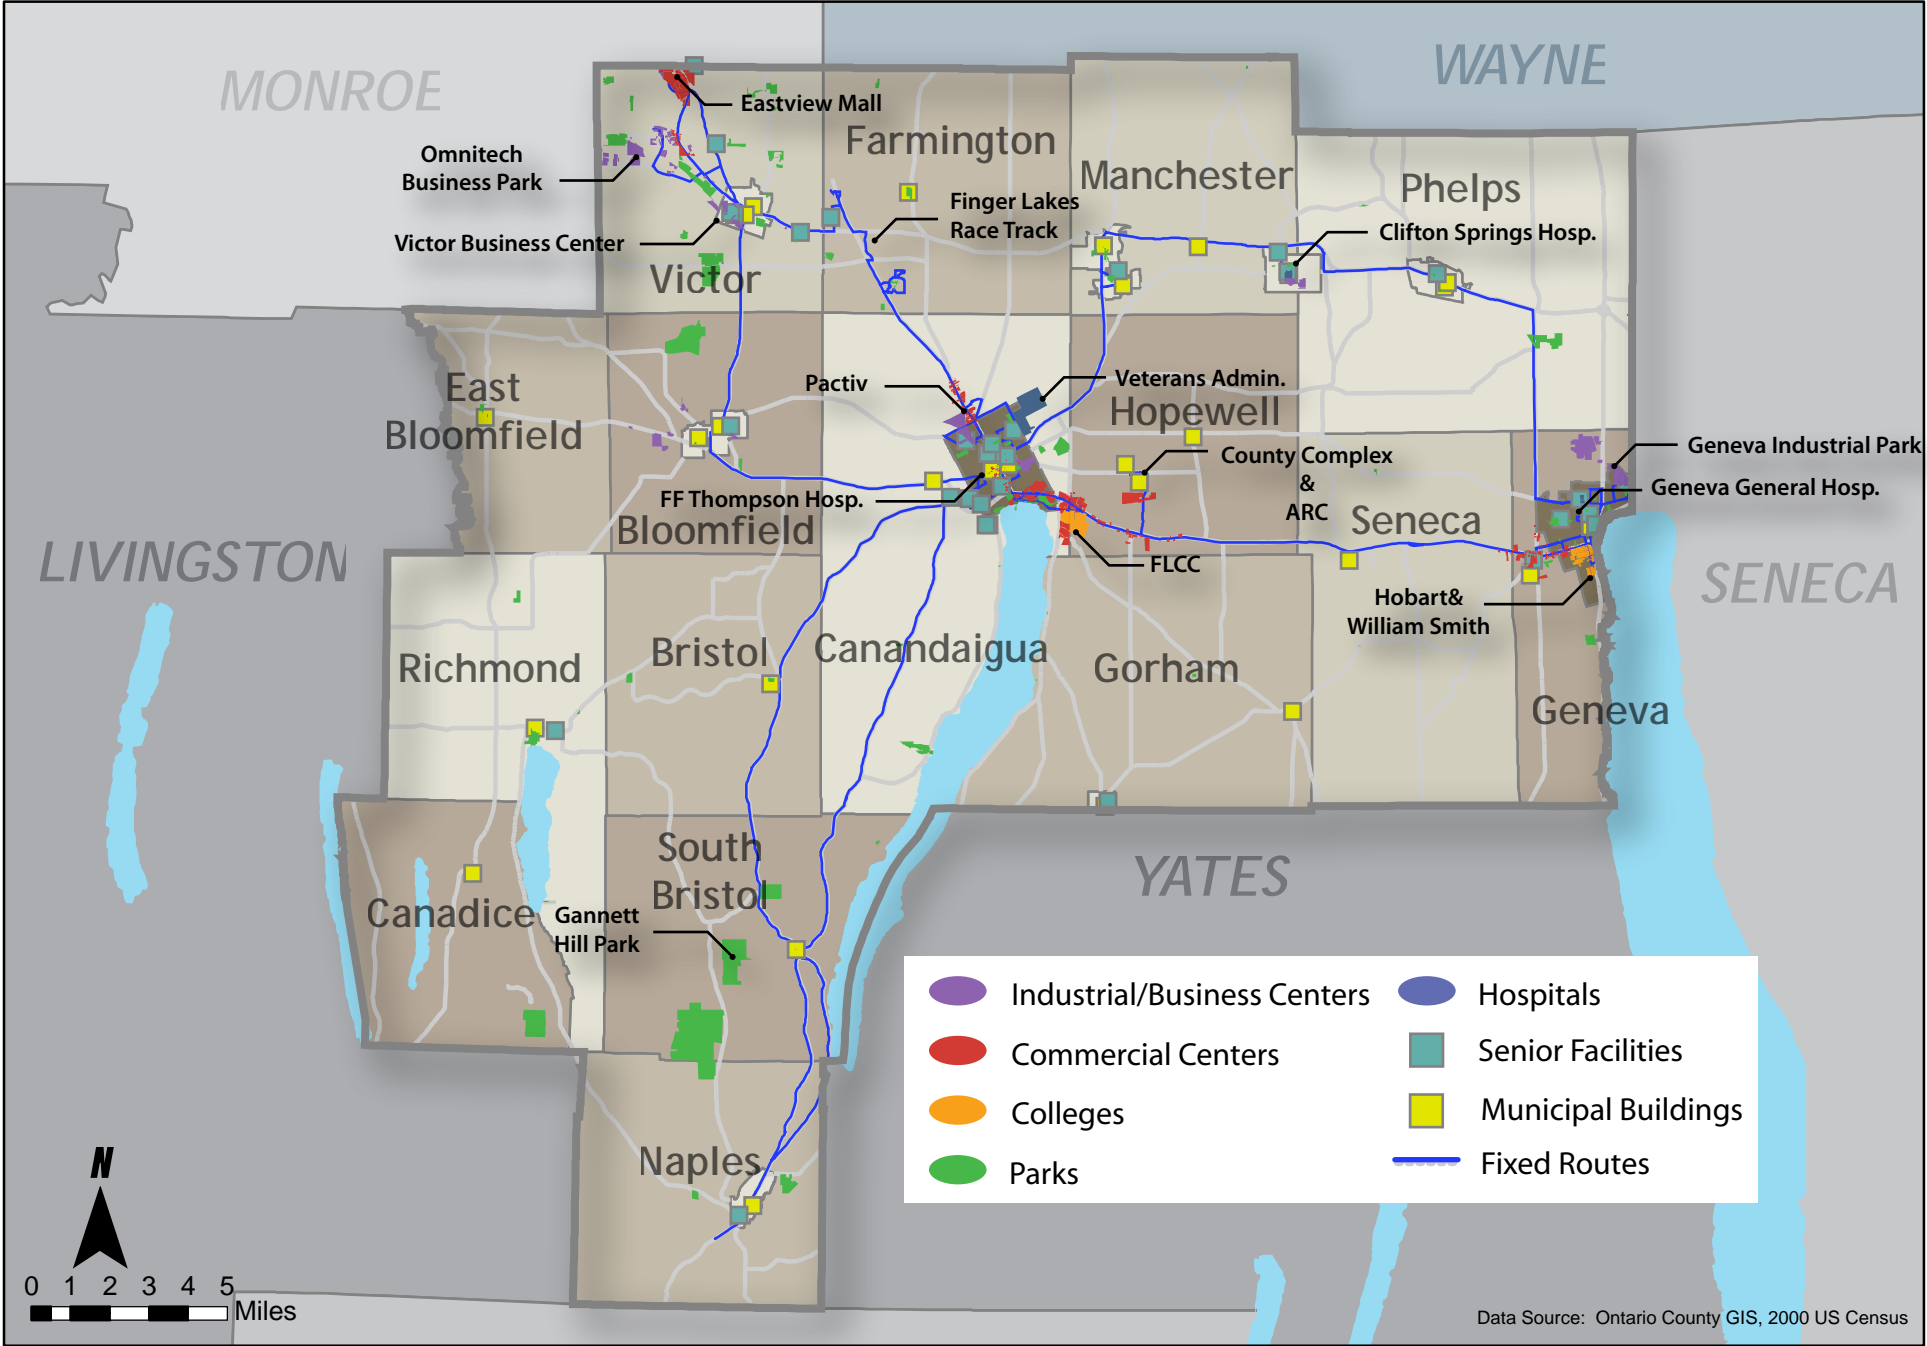 MONROE
WAYNE
Eastview Mall
Farmington
Omnitech
Business Park
Manchester
Phelps
Finger Lakes
Race Track
Victor Business Center
Clifton Springs Hosp.
Victor
East
Bloomfield
Pactiv
Veterans Admin.
Hopewell
County Complex
&
ARC
Geneva Industrial Park
Geneva General Hosp.
FF Thompson Hosp.
Bloomfield
Seneca
LIVINGSTON
FLCC
SENECA
Hobart&
William Smith
Richmond
Bristol
Canandaigua
Gorham
Geneva
South
Bristol
YATES
Canadice
Gannett
Hill Park
Industrial/Business Centers
Hospitals
Commercial Centers
Senior Facilities
Colleges
Municipal Buildings
Parks
Fixed Routes
Naples
N
0 1 2 3 4 5
Miles
Data Source: Ontario County GIS, 2000 US Census